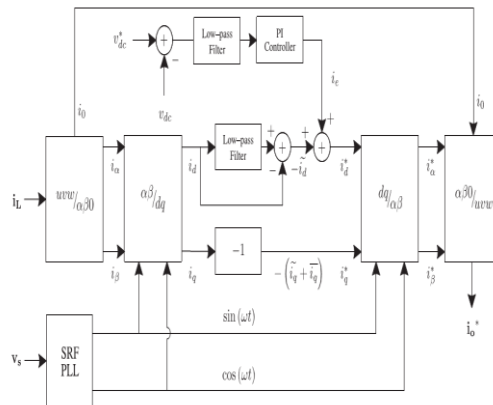 v*dc
+
−
Low-pass
Filter
PI
Controller
vdc
i0
ie
i0
+
iL
uvw/αβ0
iα
iβ
αβ/dq
id
iq
Low-pass
Filter
+
−
+
+
−ĩd
i*d
−1
−(ĩq + īq)
i*q
dq/αβ
i*α
i*β
αβ0/uvw
io*
sin (ωt)
vs
SRF
PLL
cos (ωt)